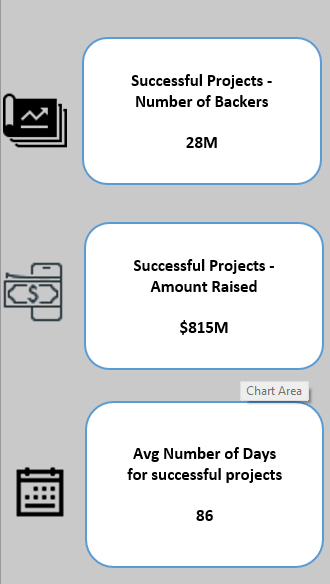 Successful Projects -
Number of Backers
28M
Successful Projects -
Amount Raised
$815M
Chart Area
Avg Number of Days
for successful projects
86